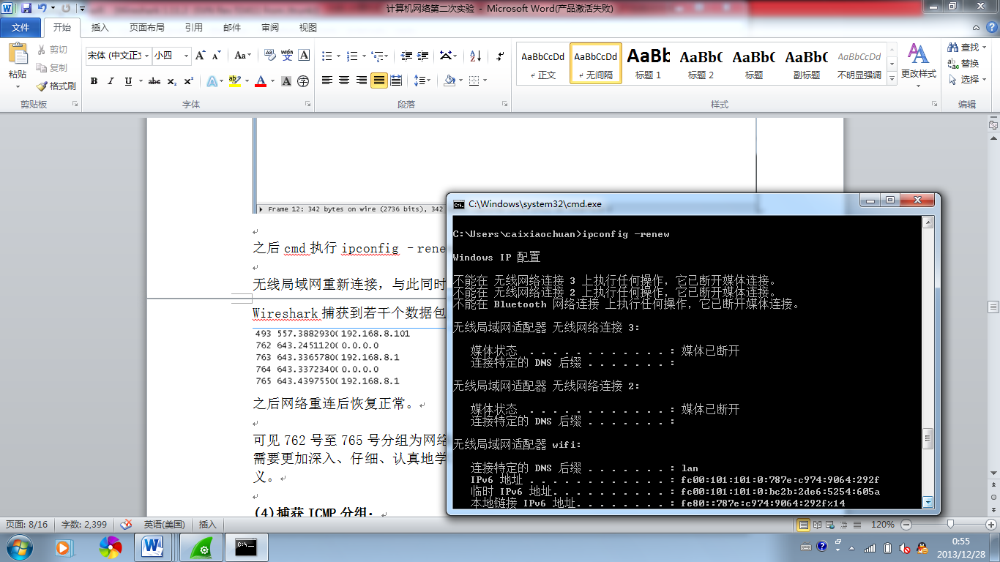 计算机网络第二次实验 - Microsoft Word(产品激活失败)
文件 开始 插入 页面布局 引用 邮件 审阅 视图
粘贴 剪切 复制 格式刷
宋体 (中文正 小四
AaBbCcDd AaBbCcDd AaBb AaBbC AaBbC AaBbC AaBbCcDd
正文 无间隔 标题 1 标题 2 标题 副标题 不明显强调
更改样式
查找 替换 选择
剪贴板 字体 段落 样式 编辑
Frame 12: 342 bytes on wire (2736 bits), 342
之后 cmd 执行 ipconfig –rene
无线局域网重新连接，与此同时
Wireshark 捕获到若干个数据包
493 557.3882930 192.168.8.101
762 643.2451120 0.0.0.0
763 643.3365780 192.168.8.1
764 643.3372340 0.0.0.0
765 643.4397550 192.168.8.1
之后网络重连后恢复正常。
可见 762 号至 765 号分组为网络
需要更加深入、仔细、认真地学
义。
(4)捕获 ICMP 分组：
C:\Windows\system32\cmd.exe
C:\Users\caixiaochuan>ipconfig -renew
Windows IP 配置
不能在 无线网络连接 3 上执行任何操作，它已断开媒体连接。
不能在 无线网络连接 2 上执行任何操作，它已断开媒体连接。
不能在 Bluetooth 网络连接 上执行任何操作，它已断开媒体连接。
无线局域网适配器 无线网络连接 3:
媒体状态 . . . . . . . . . . . . : 媒体已断开
连接特定的 DNS 后缀 . . . . . . . :
无线局域网适配器 无线网络连接 2:
媒体状态 . . . . . . . . . . . . : 媒体已断开
连接特定的 DNS 后缀 . . . . . . . :
无线局域网适配器 wifi:
连接特定的 DNS 后缀 . . . . . . . : lan
IPv6 地址 . . . . . . . . . . . . : fc00:101:101:0:787e:c974:9064:292f
临时 IPv6 地址. . . . . . . . . . : fc00:101:101:0:bc2b:2de6:5254:605a
本地链接 IPv6 地址. . . . . . . . : fe80::787e:c974:9064:292f%14
页面: 8/16 字数: 2,399 英语(美国) 插入 120%
0:55
2013/12/28